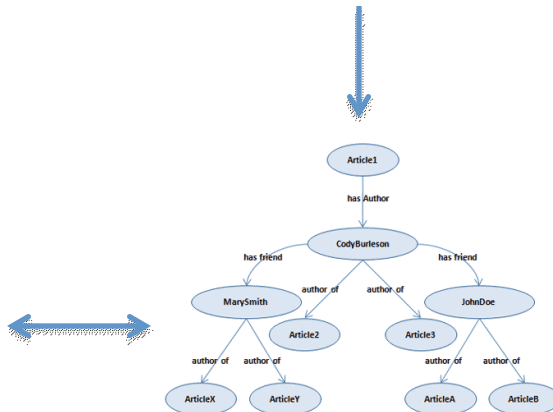 Article1
has Author
CodyBurleson
has friend
has friend
author of
author of
MarySmith
JohnDoe
Article2
Article3
author of
author of
author of
author of
ArticleX
ArticleY
ArticleA
ArticleB